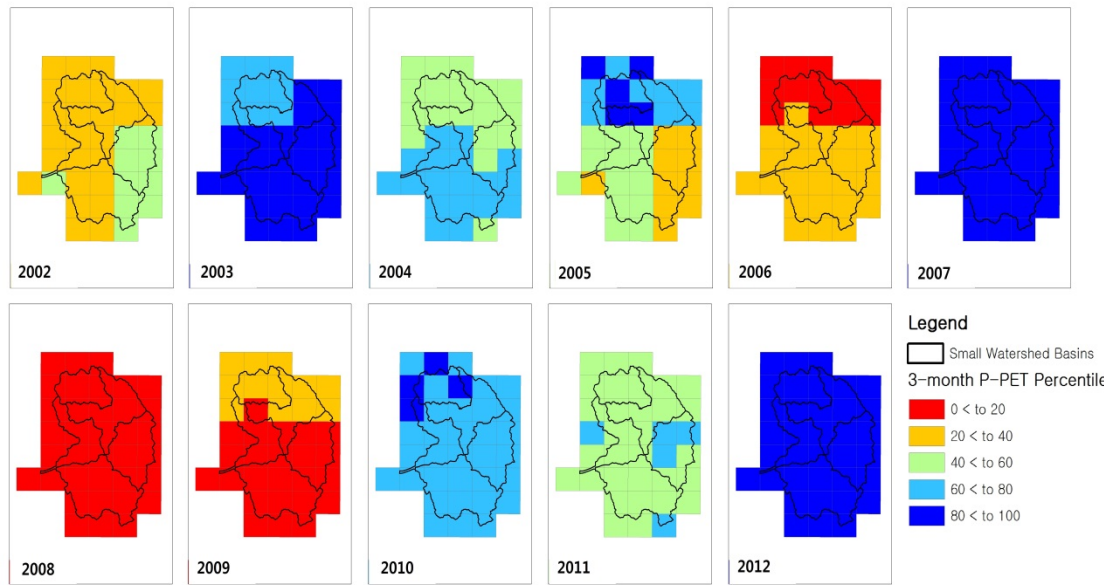 2002
2003
2004
2005
2006
2007
2008
2009
2010
2011
2012
Legend
Small Watershed Basins
3-month P-PET Percentile
0 < to 20
20 < to 40
40 < to 60
60 < to 80
80 < to 100